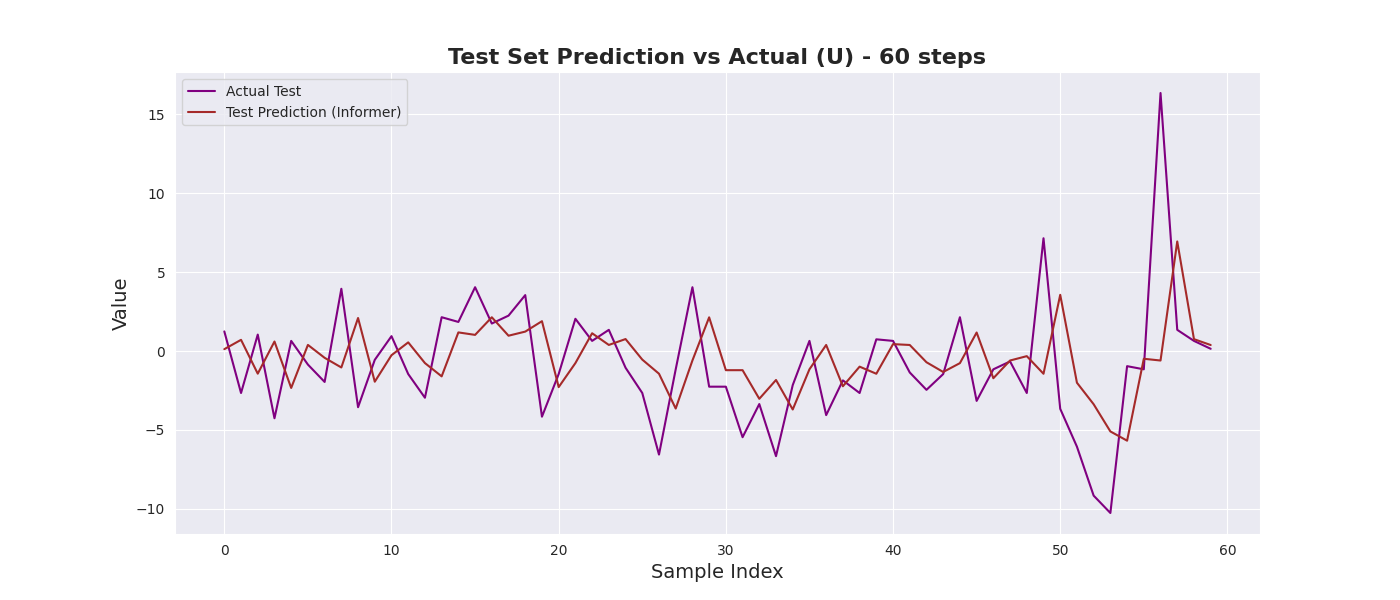 Test Set Prediction vs Actual (U) - 60 steps
Actual Test
Test Prediction (Informer)
Value
15
10
5
0
−5
−10
0 10 20 30 40 50 60
Sample Index